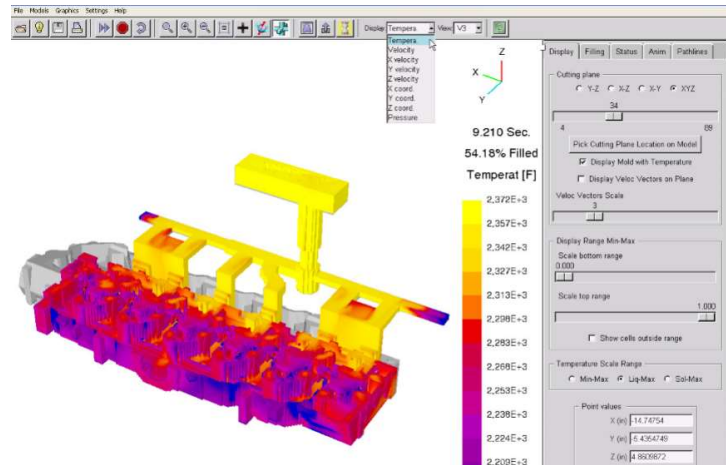 File Models Graphics Settings Help
Display: Tempera. View: V3
Tempera.
Velocity
X velocity
Y velocity
Z velocity
X coord.
Y coord.
Z coord.
Pressure
Z
X
Y
9.210 Sec.
54.18% Filled
Temperat [F]
2,372E+3
2,357E+3
2,342E+3
2,327E+3
2,313E+3
2,298E+3
2,283E+3
2,268E+3
2,253E+3
2,238E+3
2,224E+3
2,209E+3
Display Filling Status Anim Pathlines
Cutting plane
Y-Z X-Z X-Y XYZ
34
4 89
Pick Cutting Plane Location on Model
Display Mold with Temperature
Display Veloc Vectors on Plane
Veloc Vectors Scale
3
Display Range Min-Max
Scale bottom range
0.000
Scale top range
1.000
Show cells outside range
Temperature Scale Range
Min-Max Liq-Max Sol-Max
Point values
X (in) -14.74754
Y (in) -5.4354749
Z (in) 4.8609872